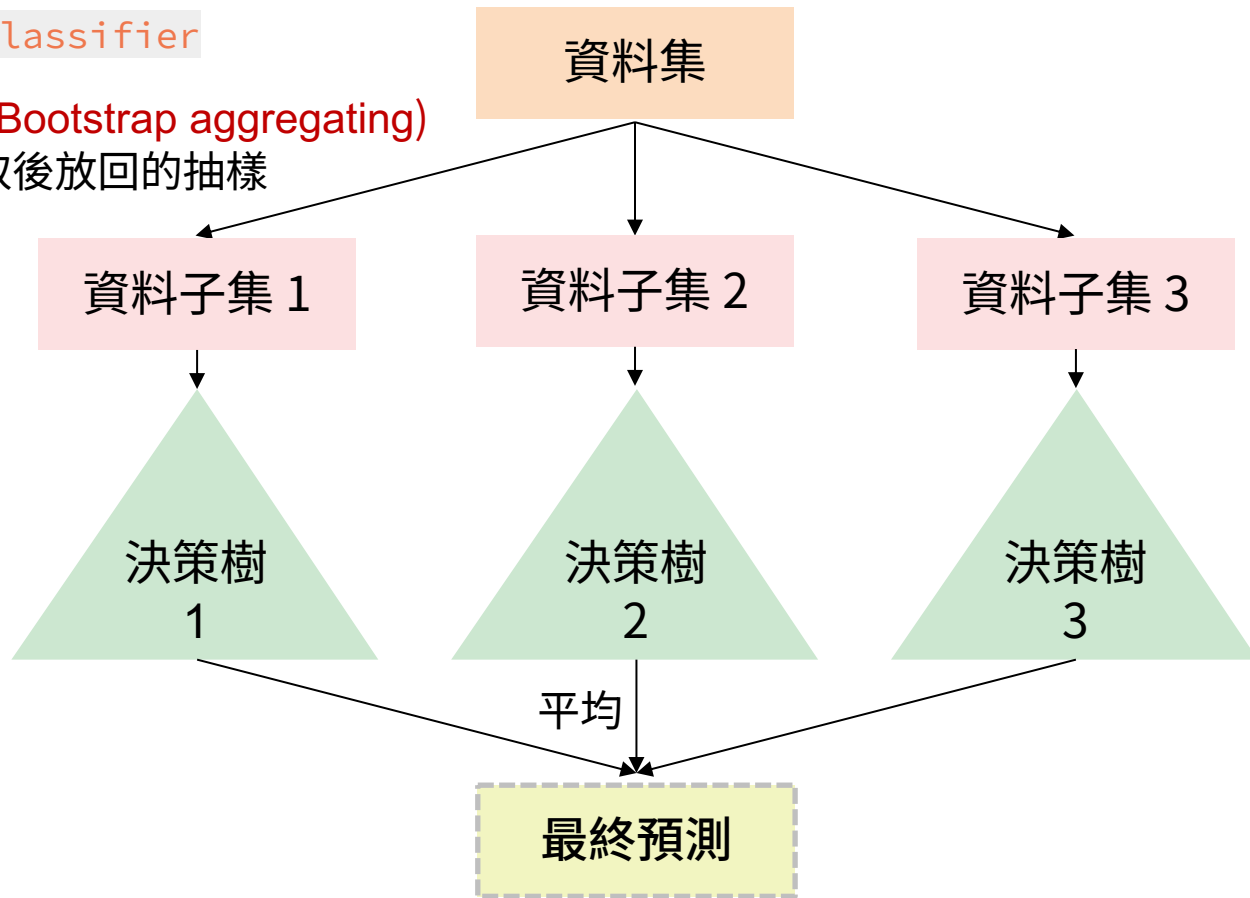 lassifier
資料集
Bootstrap aggregating)
取後放回的抽樣
資料子集 1
資料子集 2
資料子集 3
決策樹
1
決策樹
2
決策樹
3
平均
最終預測